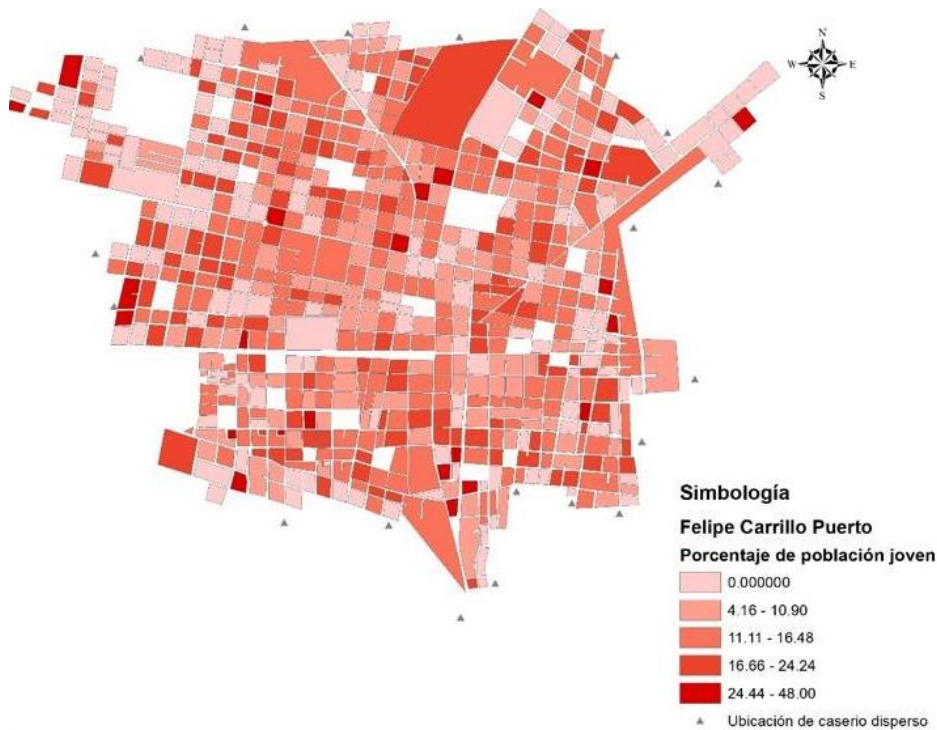 N
W E
S
Simbología
Felipe Carrillo Puerto
Porcentaje de población joven
0.000000
4.16 - 10.90
11.11 - 16.48
16.66 - 24.24
24.44 - 48.00
Ubicación de caserio disperso